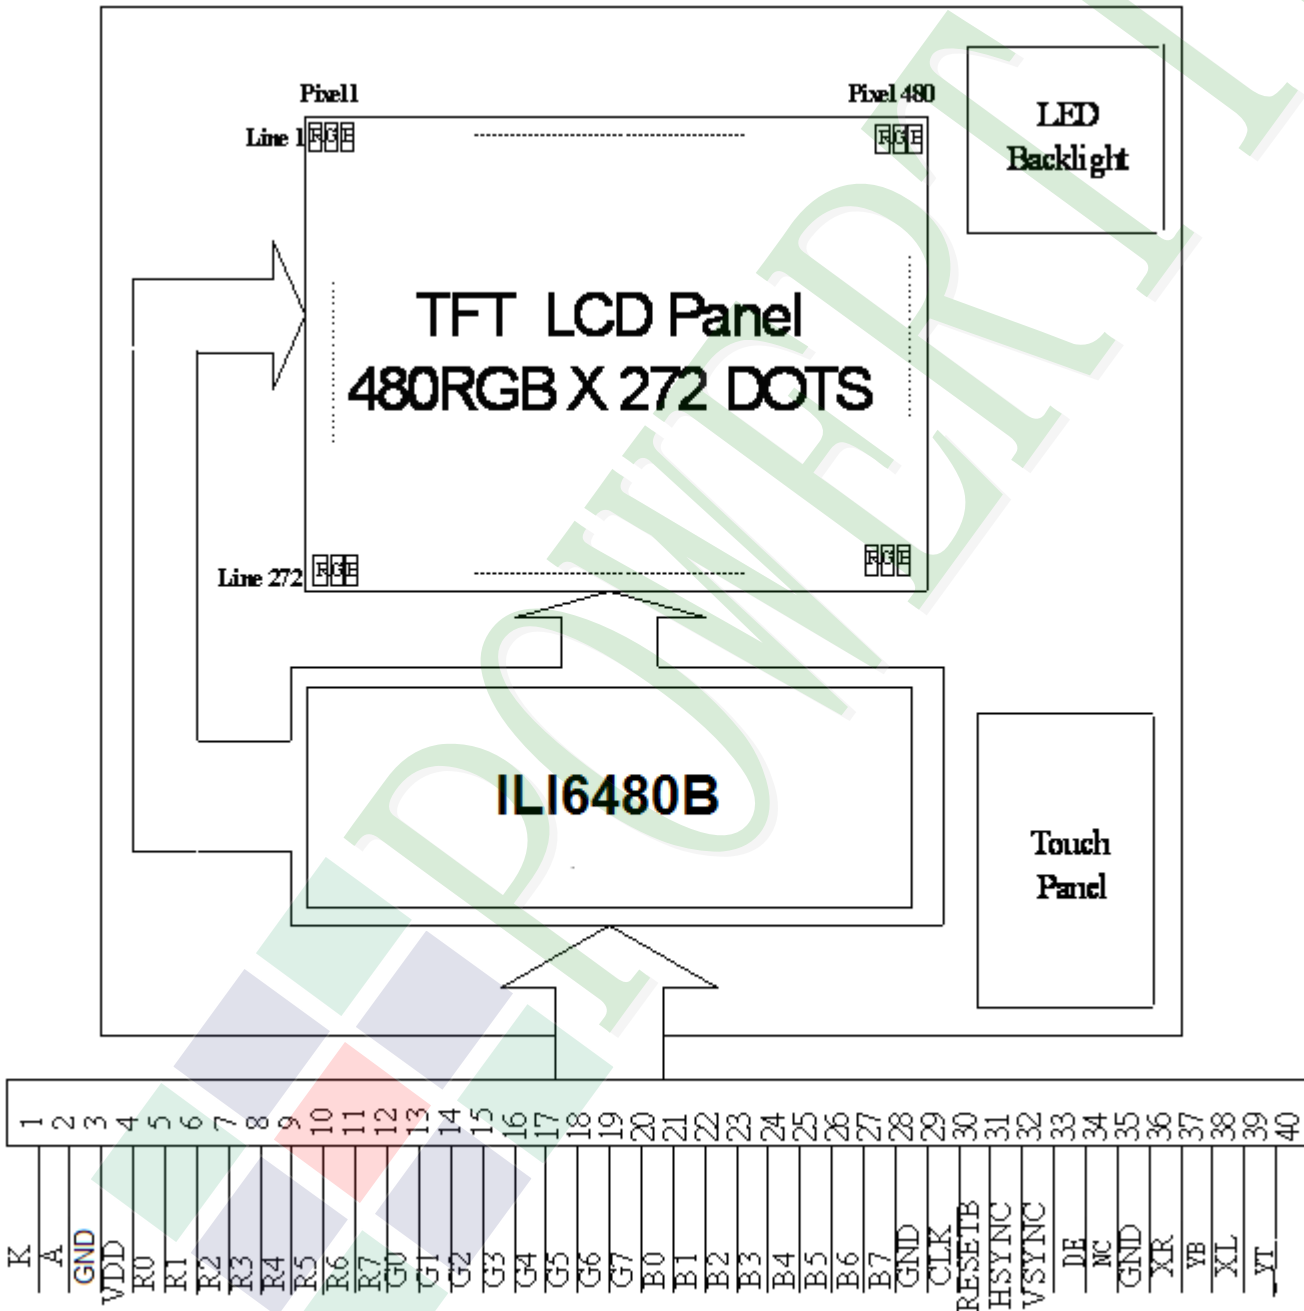 Pixel1
Pixel 480
Line 1
R G B
R G B
LED
Backlight
TFT LCD Panel
480RGB X 272 DOTS
Line 272
R G B
R G B
ILI6480B
Touch
Panel
1 2 3 4 5 6 7 8 9 10 11 12 13 14 15 16 17 18 19 20 21 22 23 24 25 26 27 28 29 30 31 32 33 34 35 36 37 38 39 40
K A GND VDD R0 R1 R2 R3 R4 R5 R6 R7 G0 G1 G2 G3 G4 G5 G6 G7 B0 B1 B2 B3 B4 B5 B6 B7 GND CLK RESETB HSYNC VSYNC DE NC GND XR YB XL YT
POWERT